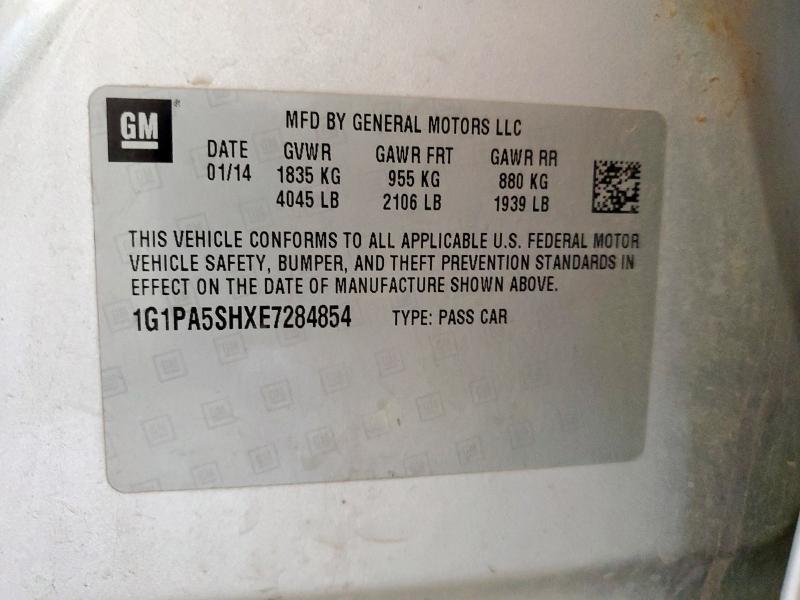 GM
MFD BY GENERAL MOTORS LLC
DATE GVWR GAWR FRT GAWR RR
01/14 1835 KG 955 KG 880 KG
4045 LB 2106 LB 1939 LB
THIS VEHICLE CONFORMS TO ALL APPLICABLE U.S. FEDERAL MOTOR
VEHICLE SAFETY, BUMPER, AND THEFT PREVENTION STANDARDS IN
EFFECT ON THE DATE OF MANUFACTURE SHOWN ABOVE.
1G1PA5SHXE7284854 TYPE: PASS CAR